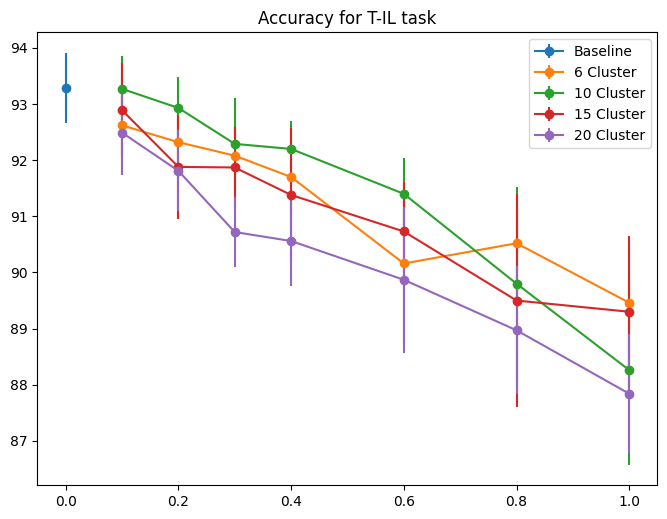 Accuracy for T-IL task
Baseline
6 Cluster
10 Cluster
15 Cluster
20 Cluster
94
93
92
91
90
89
88
87
0.0 0.2 0.4 0.6 0.8 1.0